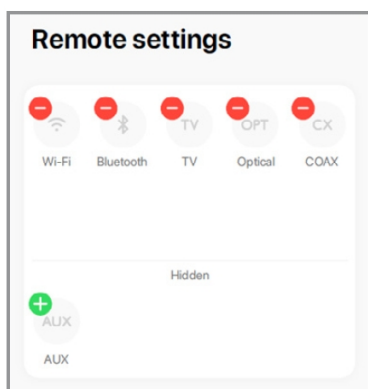 Remote settings
TV OPT CX
Wi-Fi Bluetooth TV Optical COAX
Hidden
AUX
AUX